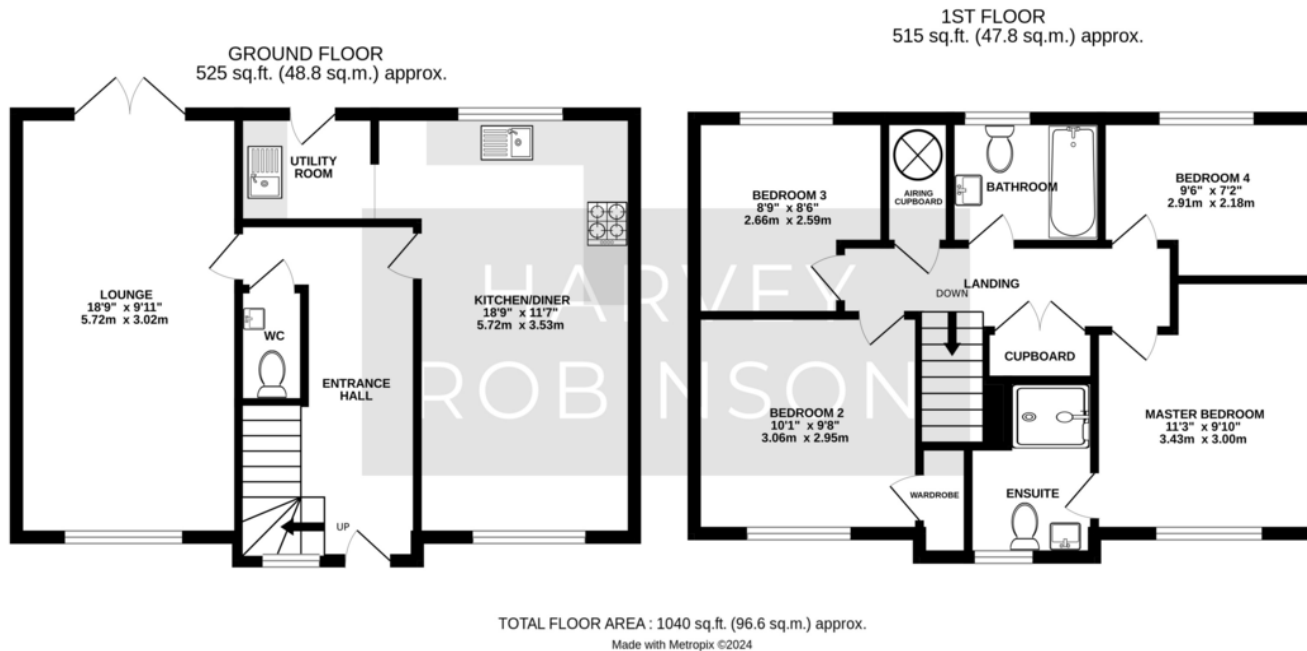 GROUND FLOOR
525 sq.ft. (48.8 sq.m.) approx.
1ST FLOOR
515 sq.ft. (47.8 sq.m.) approx.
UTILITY
ROOM
LOUNGE
18'9" x 9'11"
5.72m x 3.02m
WC
ENTRANCE
HALL
KITCHEN/DINER
18'9" x 11'7"
5.72m x 3.53m
UP
BEDROOM 3
8'9" x 8'6"
2.66m x 2.59m
AIRING
CUPBOARD
BATHROOM
BEDROOM 4
9'6" x 7'2"
2.91m x 2.18m
DOWN
LANDING
CUPBOARD
BEDROOM 2
10'1" x 9'8"
3.06m x 2.95m
MASTER BEDROOM
11'3" x 9'10"
3.43m x 3.00m
WARDROBE
ENSUITE
HARVEY
ROBINSON
TOTAL FLOOR AREA : 1040 sq.ft. (96.6 sq.m.) approx.
Made with Metropix ©2024